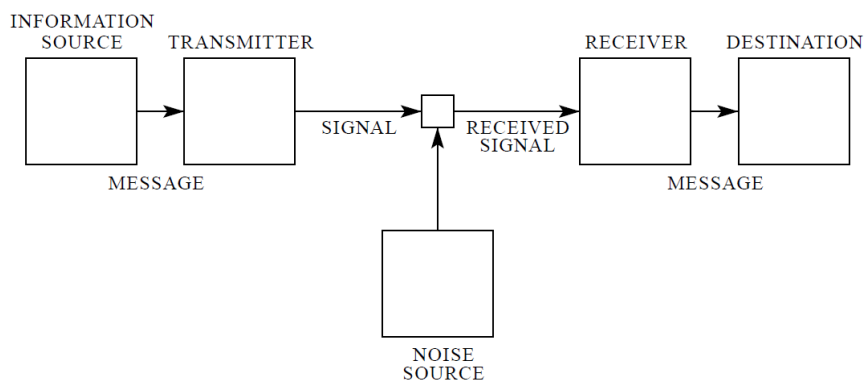 INFORMATION
SOURCE
TRANSMITTER
RECEIVER
DESTINATION
SIGNAL
RECEIVED
SIGNAL
MESSAGE
MESSAGE
NOISE
SOURCE